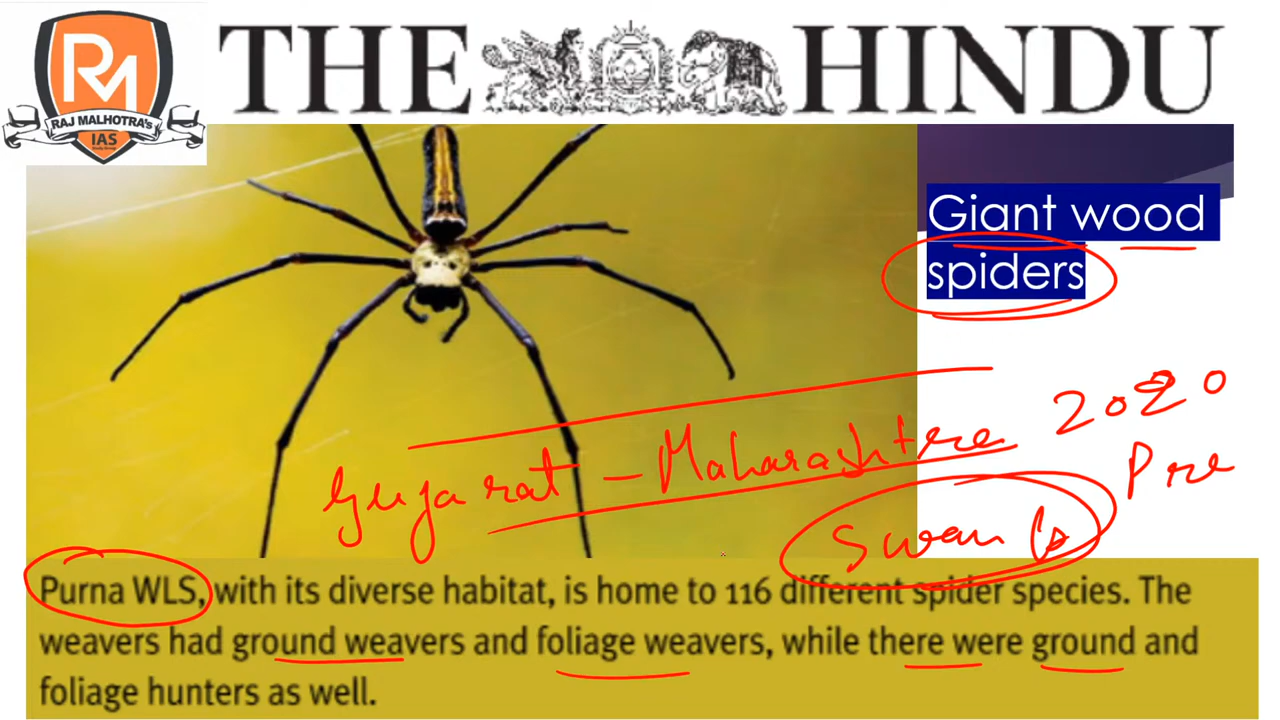 RM
RAJ MALHOTRA'S
IAS
THE HINDU
Giant wood
spiders
2020
Pre
Gujarat - Maharashtra
Swan
Purna WLS, with its diverse habitat, is home to 116 different spider species. The
weavers had ground weavers and foliage weavers, while there were ground and
foliage hunters as well.